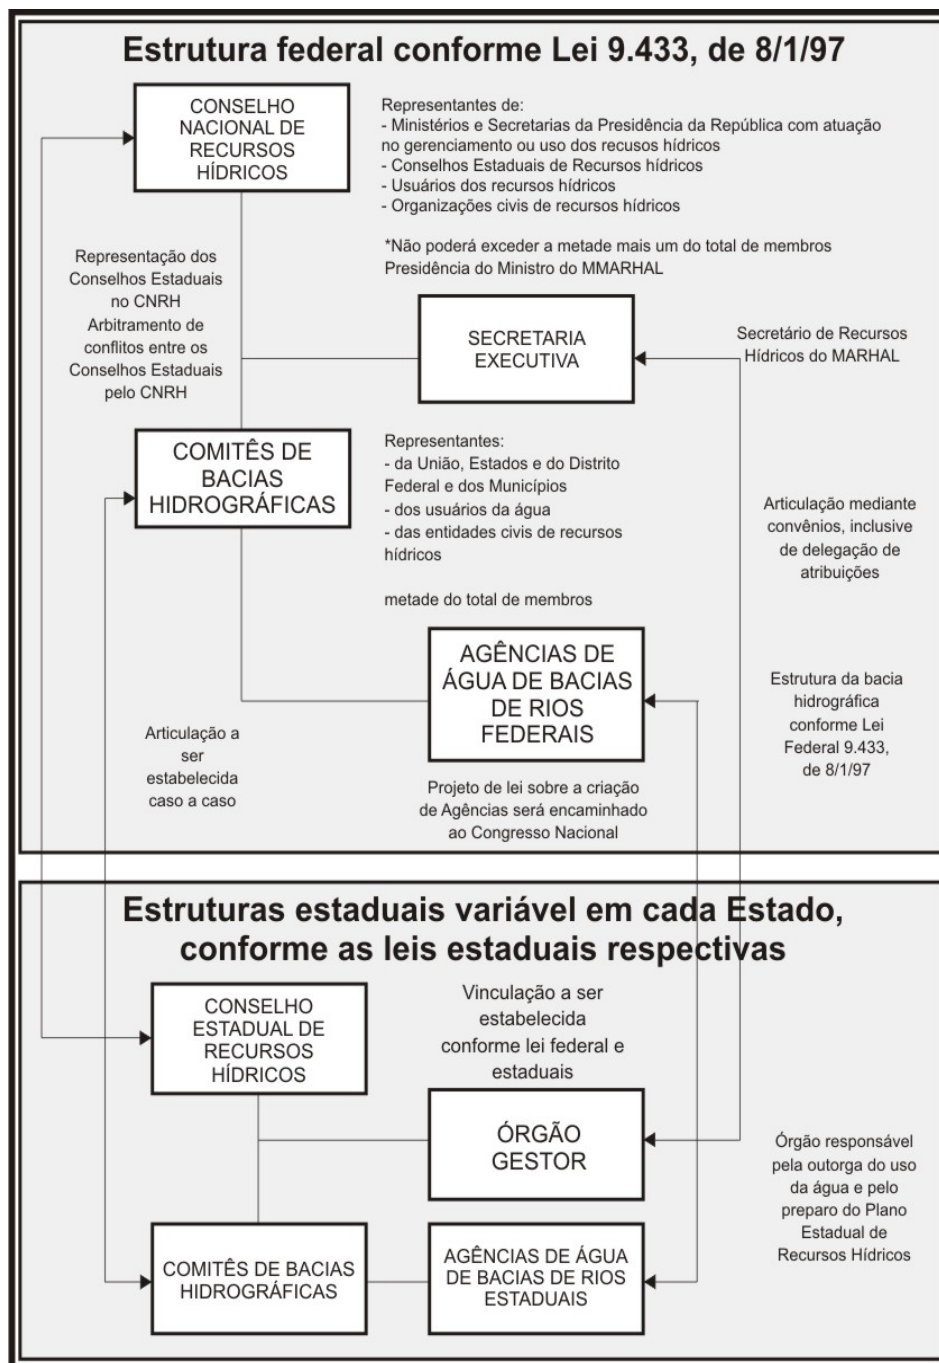 Estrutura federal conforme Lei 9.433, de 8/1/97
CONSELHO
NACIONAL DE
RECURSOS
HÍDRICOS
Representantes de:
- Ministérios e Secretarias da Presidência da República com atuação
no gerenciamento ou uso dos recusos hídricos
- Conselhos Estaduais de Recursos hídricos
- Usuários dos recursos hídricos
- Organizações civis de recursos hídricos
*Não poderá exceder a metade mais um do total de membros
Presidência do Ministro do MMARHAL
Representação dos
Conselhos Estaduais
no CNRH
Arbitramento de
conflitos entre os
Conselhos Estaduais
pelo CNRH
SECRETARIA
EXECUTIVA
Secretário de Recursos
Hídricos do MARHAL
COMITÊS DE
BACIAS
HIDROGRÁFICAS
Representantes:
- da União, Estados e do Distrito
Federal e dos Municípios
- dos usuários da água
- das entidades civis de recursos
hídricos
metade do total de membros
Articulação mediante
convênios, inclusive
de delegação de
atribuições
AGÊNCIAS DE
ÁGUA DE BACIAS
DE RIOS
FEDERAIS
Estrutura da bacia
hidrográfica
conforme Lei
Federal 9.433,
de 8/1/97
Articulação a
ser
estabelecida
caso a caso
Projeto de lei sobre a criação
de Agências será encaminhado
ao Congresso Nacional
Estruturas estaduais variável em cada Estado,
conforme as leis estaduais respectivas
CONSELHO
ESTADUAL DE
RECURSOS
HÍDRICOS
Vinculação a ser
estabelecida
conforme lei federal e
estaduais
ÓRGÃO
GESTOR
Órgão responsável
pela outorga do uso
da água e pelo
preparo do Plano
Estadual de
Recursos Hídricos
COMITÊS DE BACIAS
HIDROGRÁFICAS
AGÊNCIAS DE ÁGUA
DE BACIAS DE RIOS
ESTADUAIS